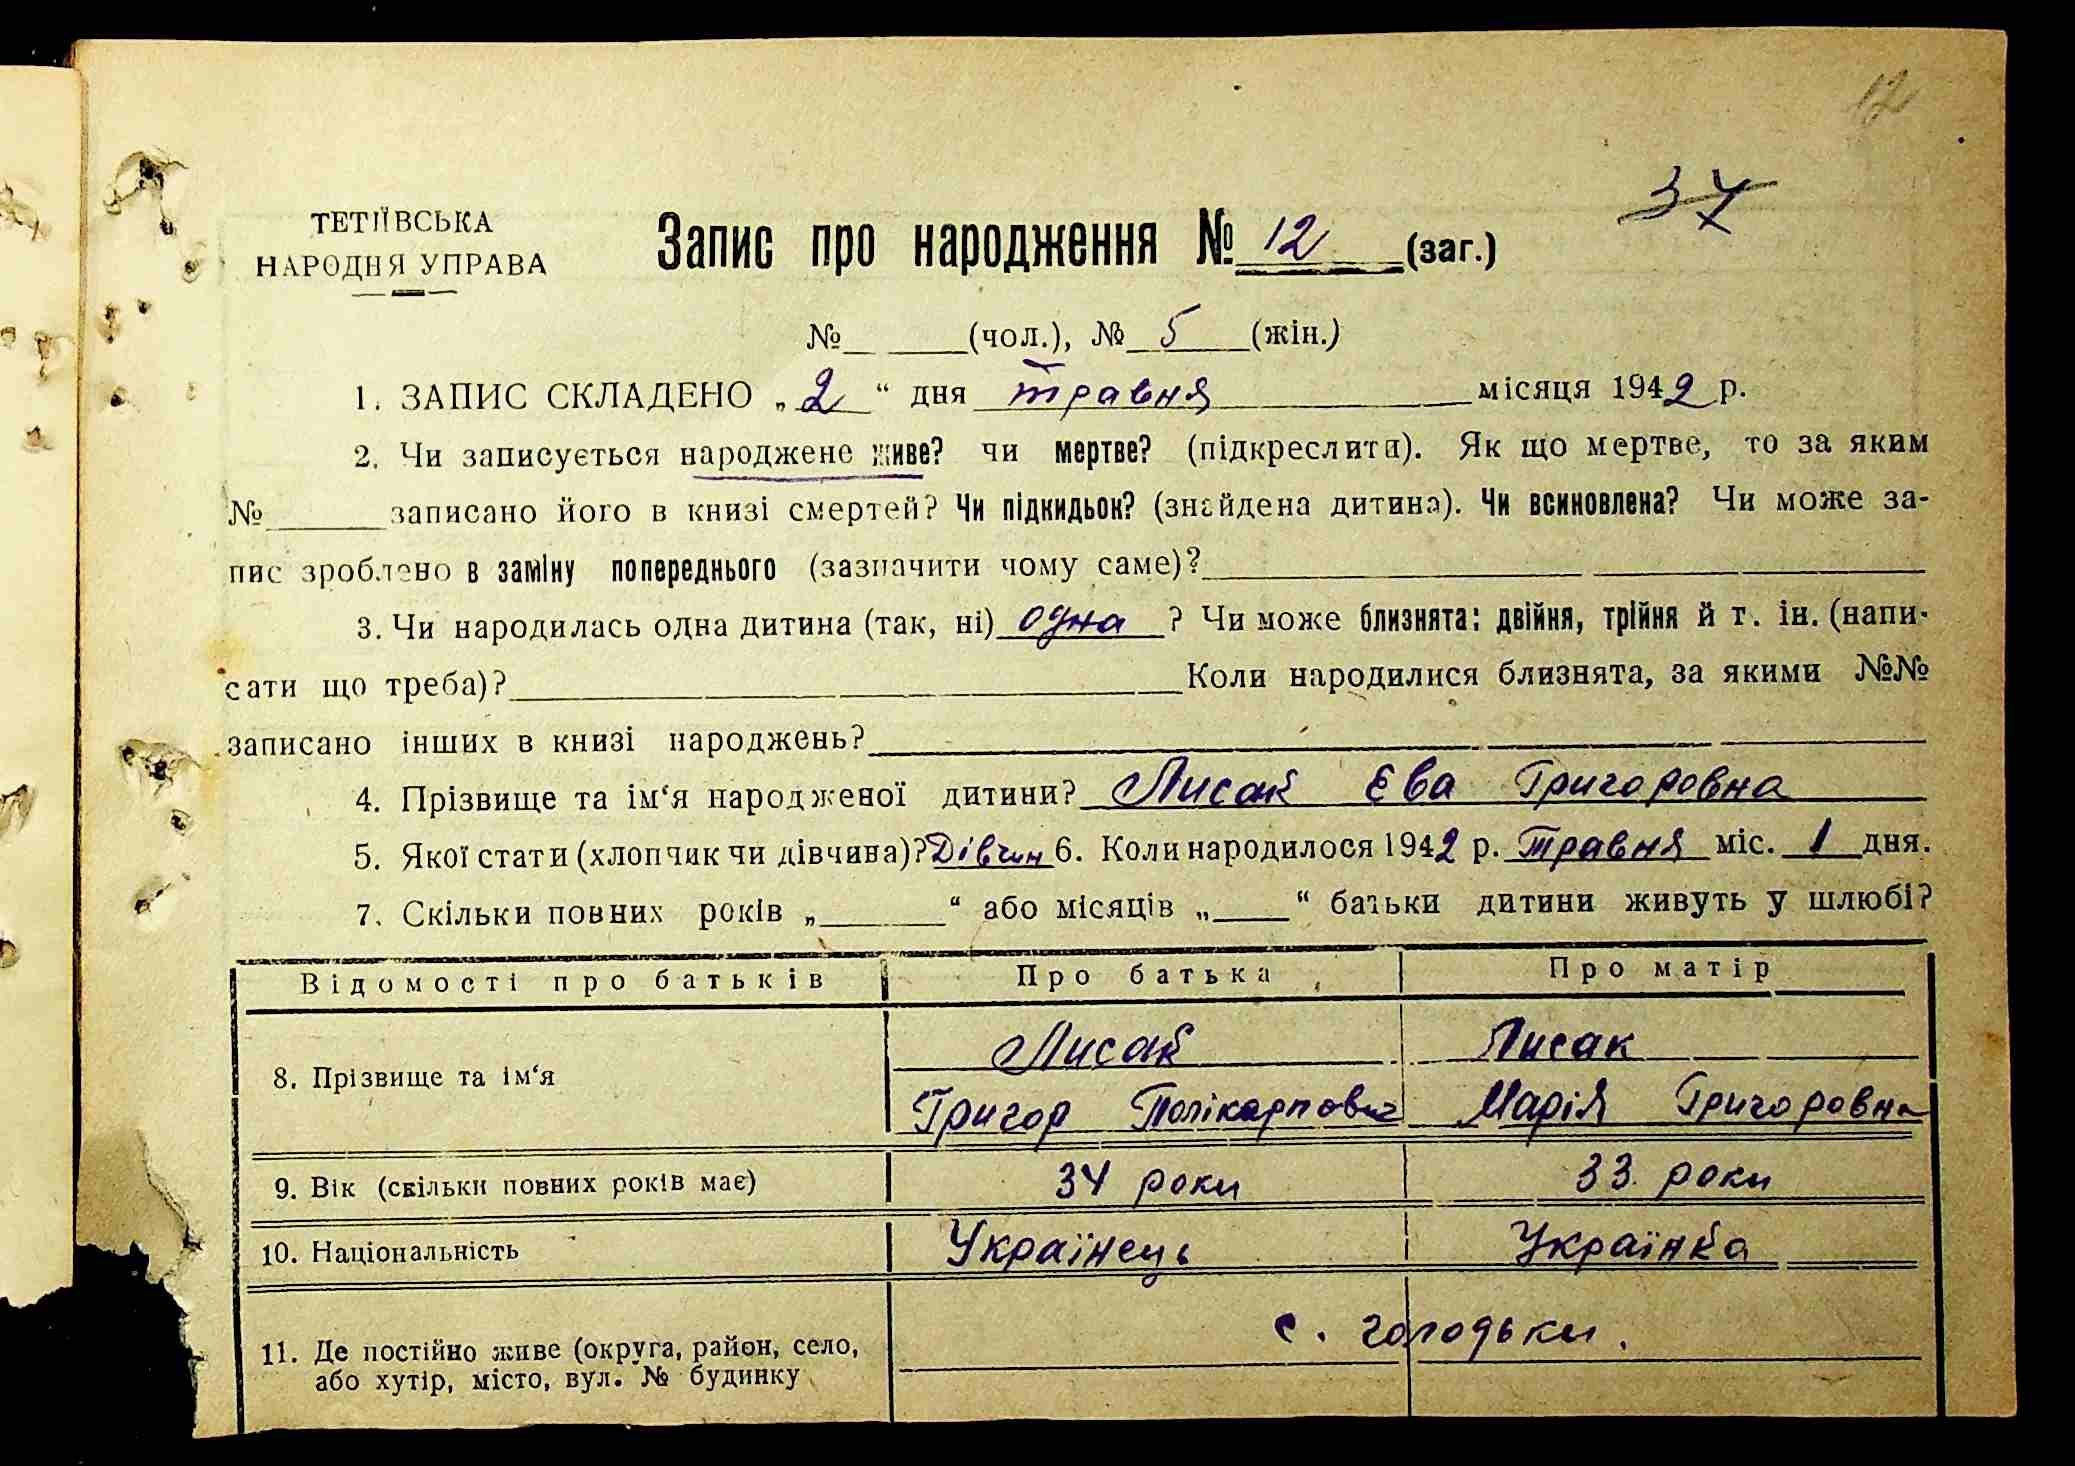 12
37
ТЕТІЇВСЬКА
НАРОДНЯ УПРАВА
Запис про народження № 12 (заг.)
№ (чол.), № 5 (жін.)
1. ЗАПИС СКЛАДЕНО „2“ дня травня місяця 1942 р.
2. Чи записується народжене живе? чи мертве? (підкреслити). Як що мертве, то за яким
№ записано його в книзі смертей? Чи підкидьок? (знайдена дитина). Чи всиновлена? Чи може за-
пис зроблено в заміну попереднього (зазначити чому саме)?
3. Чи народилась одна дитина (так, ні) одна ? Чи може близнята: двійня, трійня й т. ін. (напи-
сати що треба)? Коли народилися близнята, за якими №№
записано інших в книзі народжень?
4. Прізвище та ім‘я народженої дитини? Лисак Єва Григоровна
5. Якої стати (хлопчик чи дівчина)? Дівчин 6. Коли народилося 1942 р. травня міс. 1 дня.
7. Скільки повних років „ “ або місяців „ “ батьки дитини живуть у шлюбі?
Відомості про батьків Про батька Про матір
8. Прізвище та ім‘я
Лисак Лисак
Григор Полікарпович Марія Григоровна
9. Вік (скільки повних років має) 34 роки 33 роки
10. Національність Українець Українка
11. Де постійно живе (округа, район, село,
або хутір, місто, вул. № будинку
с. голодьки.